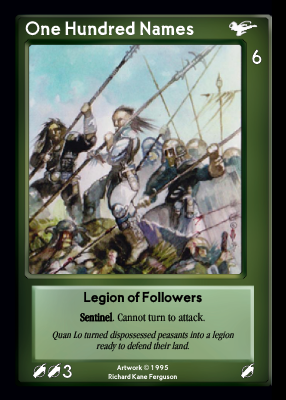 One Hundred Names
6
Legion of Followers
Sentinel. Cannot turn to attack.
Quan Lo turned dispossessed peasants into a legion
ready to defend their land.
3
Artwork © 1995
Richard Kane Ferguson